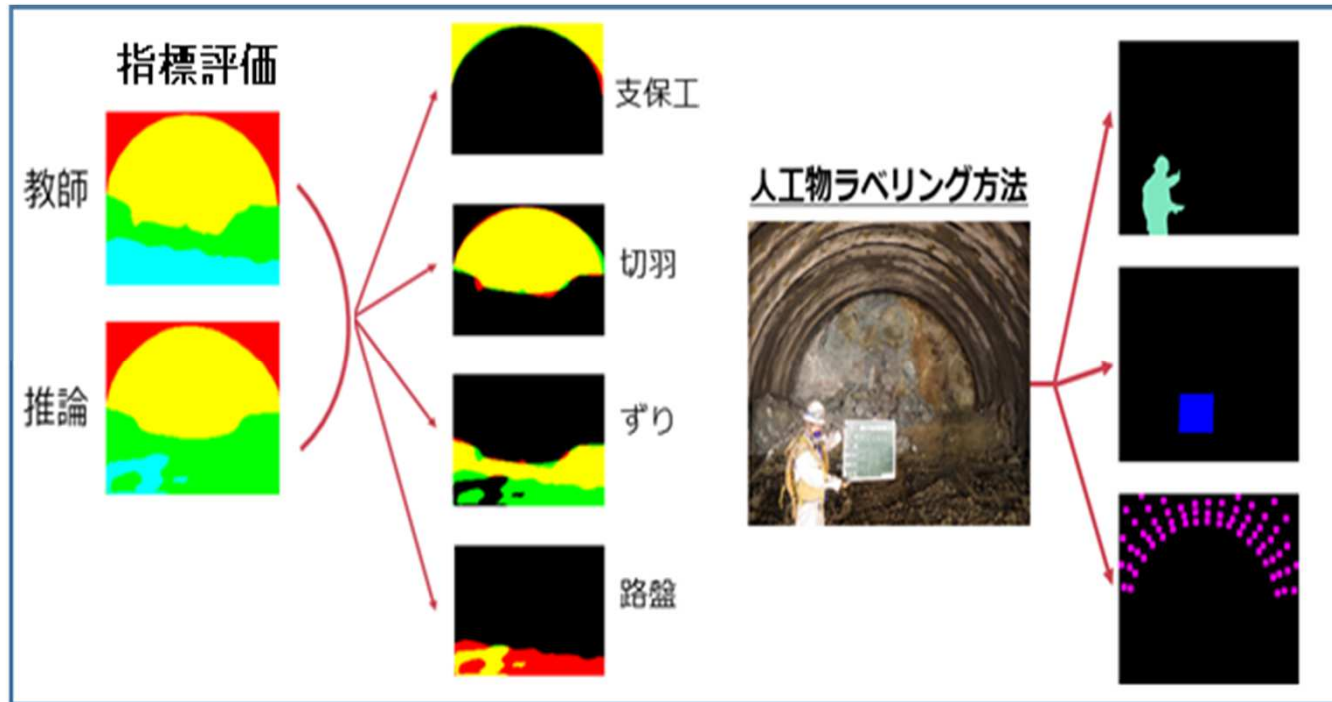 指標評価
教師
推論
支保工
切羽
ずり
路盤
人工物ラベリング方法